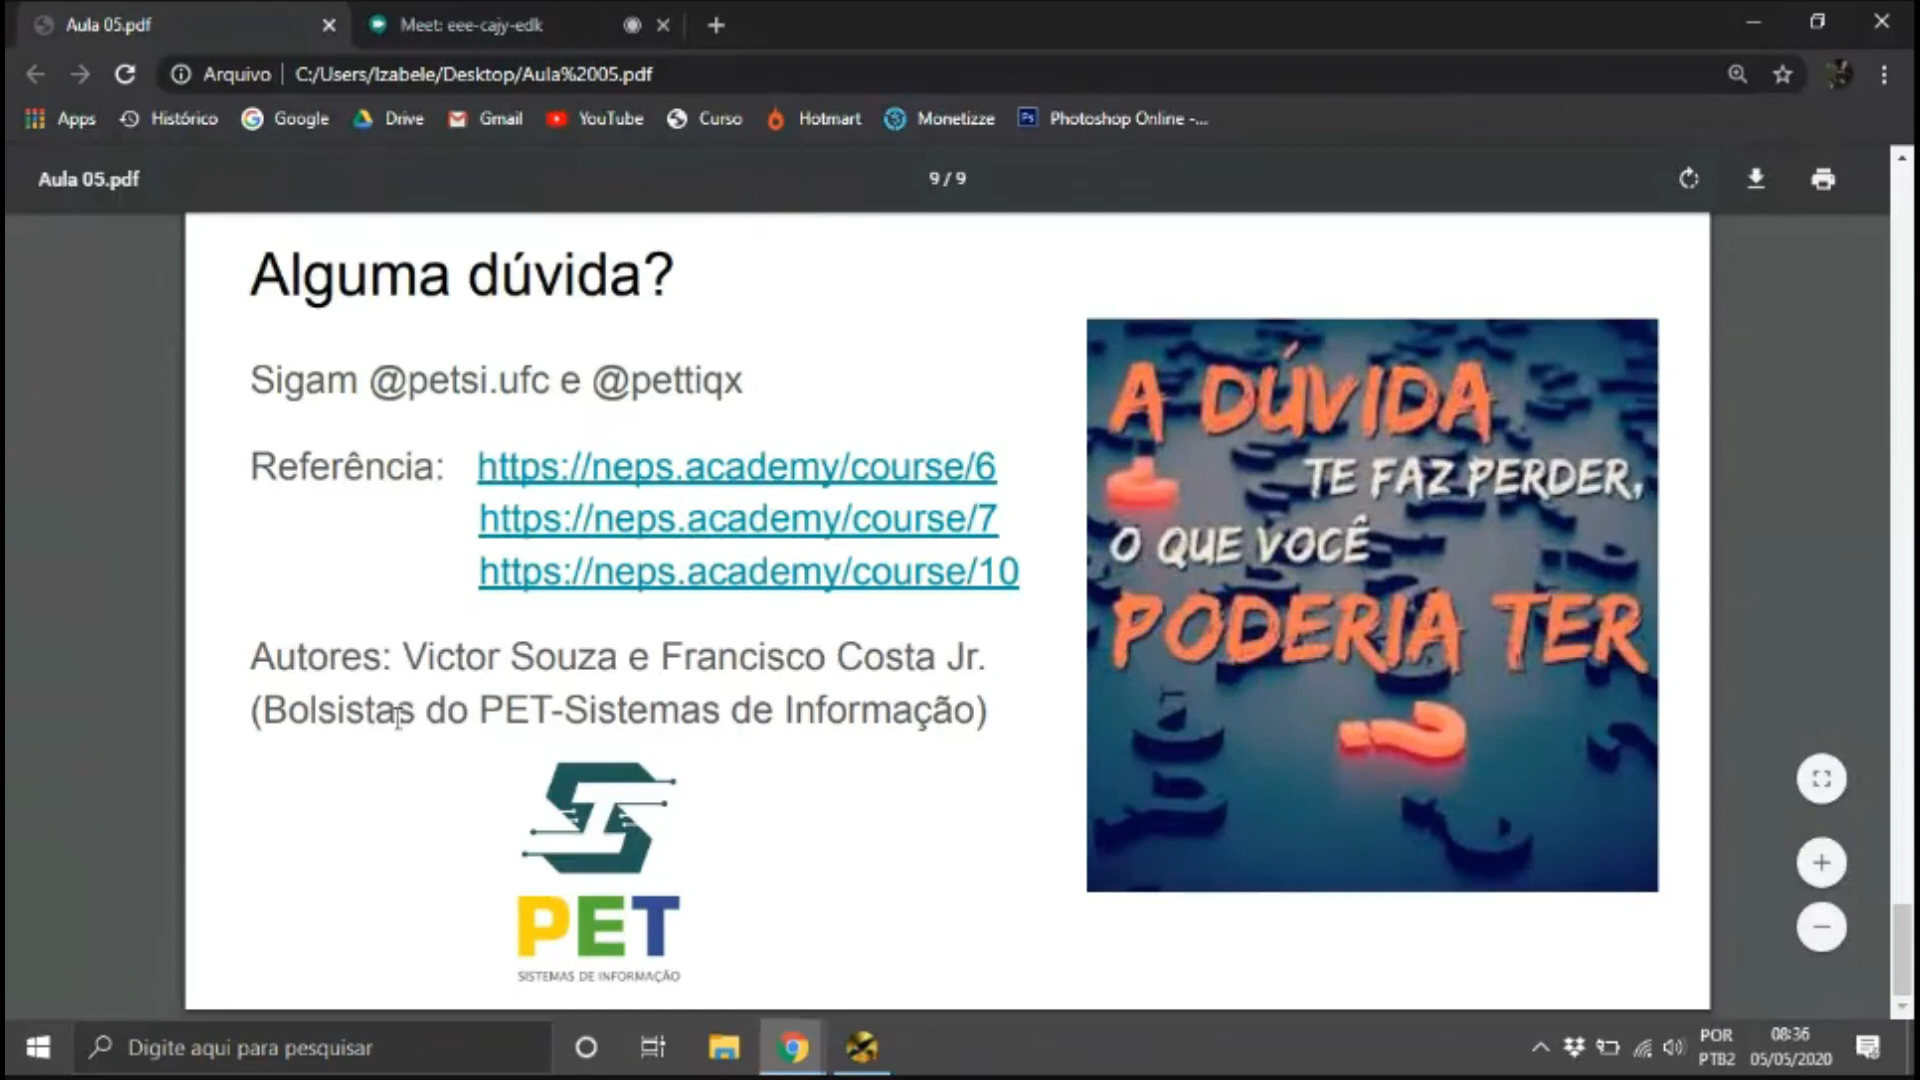 Aula 05.pdf
Meet: eee-cajy-edk
Arquivo
C:/Users/Izabele/Desktop/Aula%2005.pdf
Apps
Histórico
Google
Drive
Gmail
YouTube
Curso
Hotmart
Monetizze
Ps
Photoshop Online -...
Aula 05.pdf
9 / 9
Alguma dúvida?
Sigam @petsi.ufc e @pettiqx
Referência: https://neps.academy/course/6
https://neps.academy/course/7
https://neps.academy/course/10
Autores: Victor Souza e Francisco Costa Jr.
(Bolsistas do PET-Sistemas de Informação)
PET
SISTEMAS DE INFORMAÇÃO
A DÚVIDA
TE FAZ PERDER,
O QUE VOCÊ
PODERIA TER
Digite aqui para pesquisar
POR
PTB2
08:36
05/05/2020